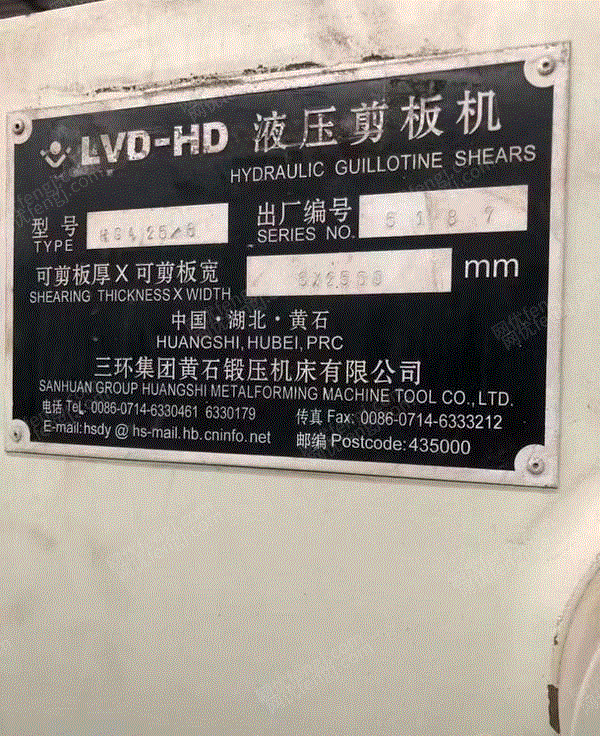 LVD-HD 液压剪板机
HYDRAULIC GUILLOTINE SHEARS
型号 出厂编号 5187
TYPE SERIES NO.
可剪板厚X可剪板宽 6X2500 mm
SHEARING THICKNESS X WIDTH
中国·湖北·黄石
HUANGSHI, HUBEI, PRC
三环集团黄石锻压机床有限公司
SANHUAN GROUP HUANGSHI METALFORMING MACHINE TOOL CO., LTD.
电话 Tel: 0086-0714-6330461 6330179 传真 Fax: 0086-0714-6333212
E-mail: hsdy @ hs-mail.hb.cninfo.net 邮编 Postcode: 435000